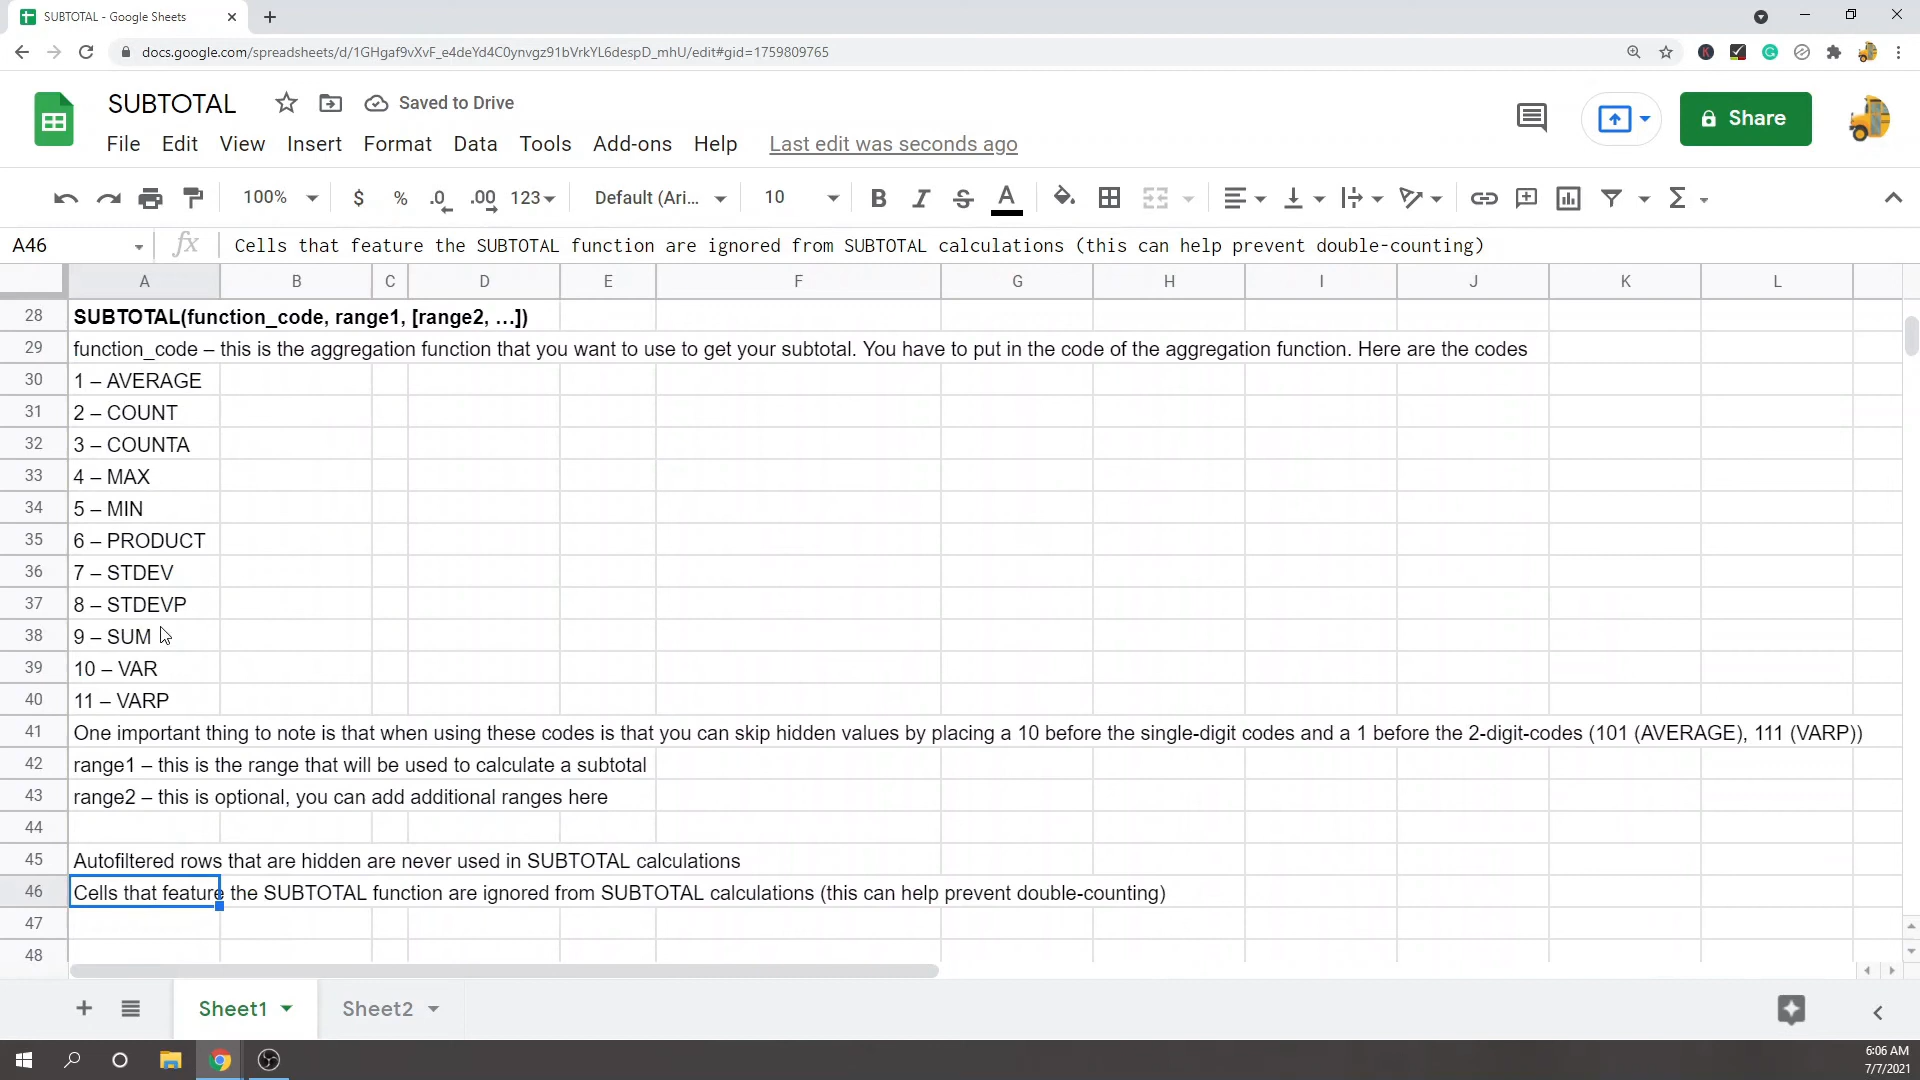 SUBTOTAL - Google Sheets
docs.google.com/spreadsheets/d/1GHgaf9vXvF_e4deYd4C0ynvgz91bVrkYL6despD_mhU/edit#gid=1759809765
SUBTOTAL Saved to Drive
Share
File Edit View Insert Format Data Tools Add-ons Help Last edit was seconds ago
100% $ % .0 .00 123 Default (Ari... 10 B I S A Σ
A46 fx Cells that feature the SUBTOTAL function are ignored from SUBTOTAL calculations (this can help prevent double-counting)
A B C D E F G H I J K L
28 SUBTOTAL(function_code, range1, [range2, …])
29 function_code – this is the aggregation function that you want to use to get your subtotal. You have to put in the code of the aggregation function. Here are the codes
30 1 – AVERAGE
31 2 – COUNT
32 3 – COUNTA
33 4 – MAX
34 5 – MIN
35 6 – PRODUCT
36 7 – STDEV
37 8 – STDEVP
38 9 – SUM
39 10 – VAR
40 11 – VARP
41 One important thing to note is that when using these codes is that you can skip hidden values by placing a 10 before the single-digit codes and a 1 before the 2-digit-codes (101 (AVERAGE), 111 (VARP))
42 range1 – this is the range that will be used to calculate a subtotal
43 range2 – this is optional, you can add additional ranges here
44
45 Autofiltered rows that are hidden are never used in SUBTOTAL calculations
46 Cells that feature the SUBTOTAL function are ignored from SUBTOTAL calculations (this can help prevent double-counting)
47
48
Sheet1 Sheet2
6:06 AM
7/7/2021